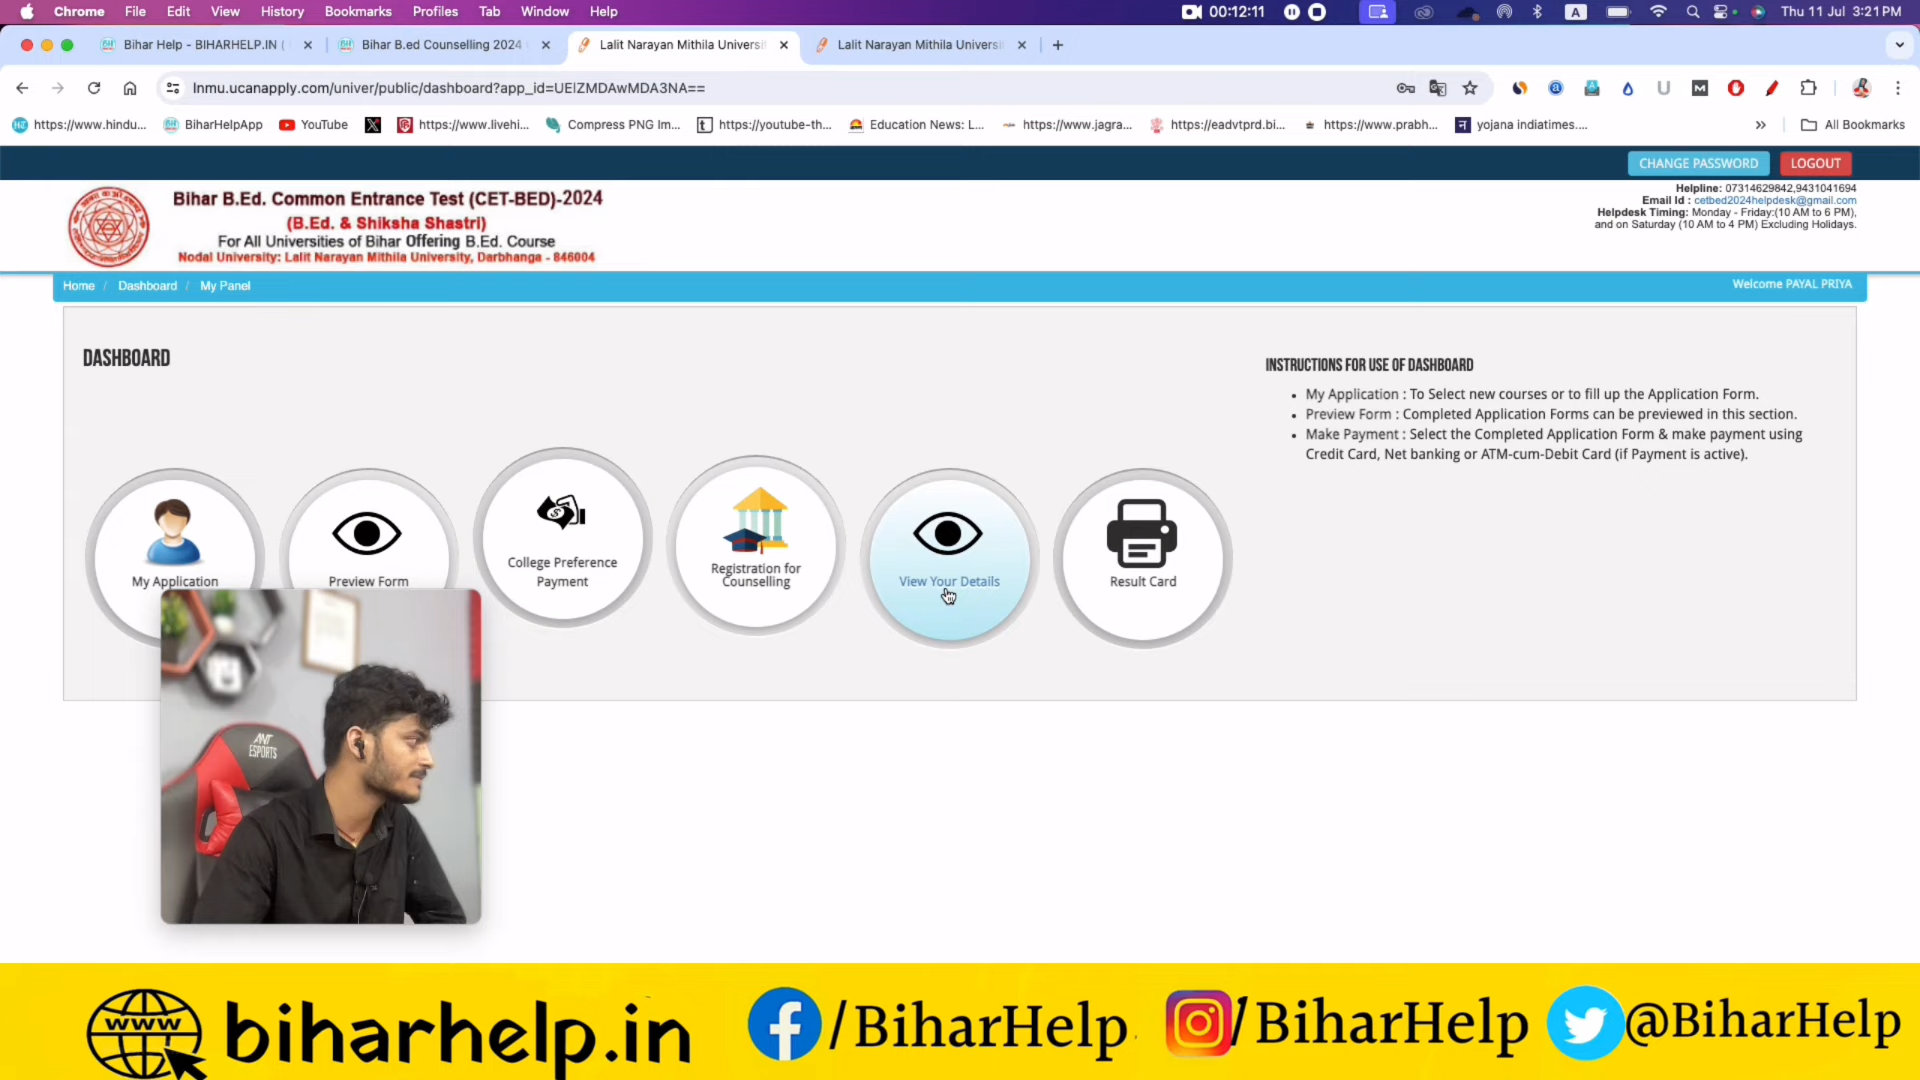 Chrome File Edit View History Bookmarks Profiles Tab Window Help 00:12:11 A Thu 11 Jul 3:21 PM
Bihar Help - BIHARHELP.IN ( Bihar B.ed Counselling 2024 Lalit Narayan Mithila Universi Lalit Narayan Mithila Universi
lnmu.ucanapply.com/univer/public/dashboard?app_id=UEIZMDAwMDA3NA==
https://www.hindu... BiharHelpApp YouTube X https://www.livehi... Compress PNG Im... https://youtube-th... Education News: L... https://www.jagra... https://eadvtprd.bi... https://www.prabh... yojana indiatimes.... All Bookmarks
CHANGE PASSWORD LOGOUT
Bihar B.Ed. Common Entrance Test (CET-BED)-2024
(B.Ed. & Shiksha Shastri)
For All Universities of Bihar Offering B.Ed. Course
Nodal University: Lalit Narayan Mithila University, Darbhanga - 846004
Helpline: 07314629842,9431041694
Email Id : cetbed2024helpdesk@gmail.com
Helpdesk Timing: Monday - Friday:(10 AM to 6 PM),
and on Saturday (10 AM to 4 PM) Excluding Holidays.
Home / Dashboard / My Panel
Welcome PAYAL PRIYA
DASHBOARD
My Application
Preview Form
College Preference
Payment
Registration for
Counselling
View Your Details
Result Card
INSTRUCTIONS FOR USE OF DASHBOARD
• My Application : To Select new courses or to fill up the Application Form.
• Preview Form : Completed Application Forms can be previewed in this section.
• Make Payment : Select the Completed Application Form & make payment using
Credit Card, Net banking or ATM-cum-Debit Card (if Payment is active).
ANT
ESPORTS
www biharhelp.in /BiharHelp /BiharHelp @BiharHelp